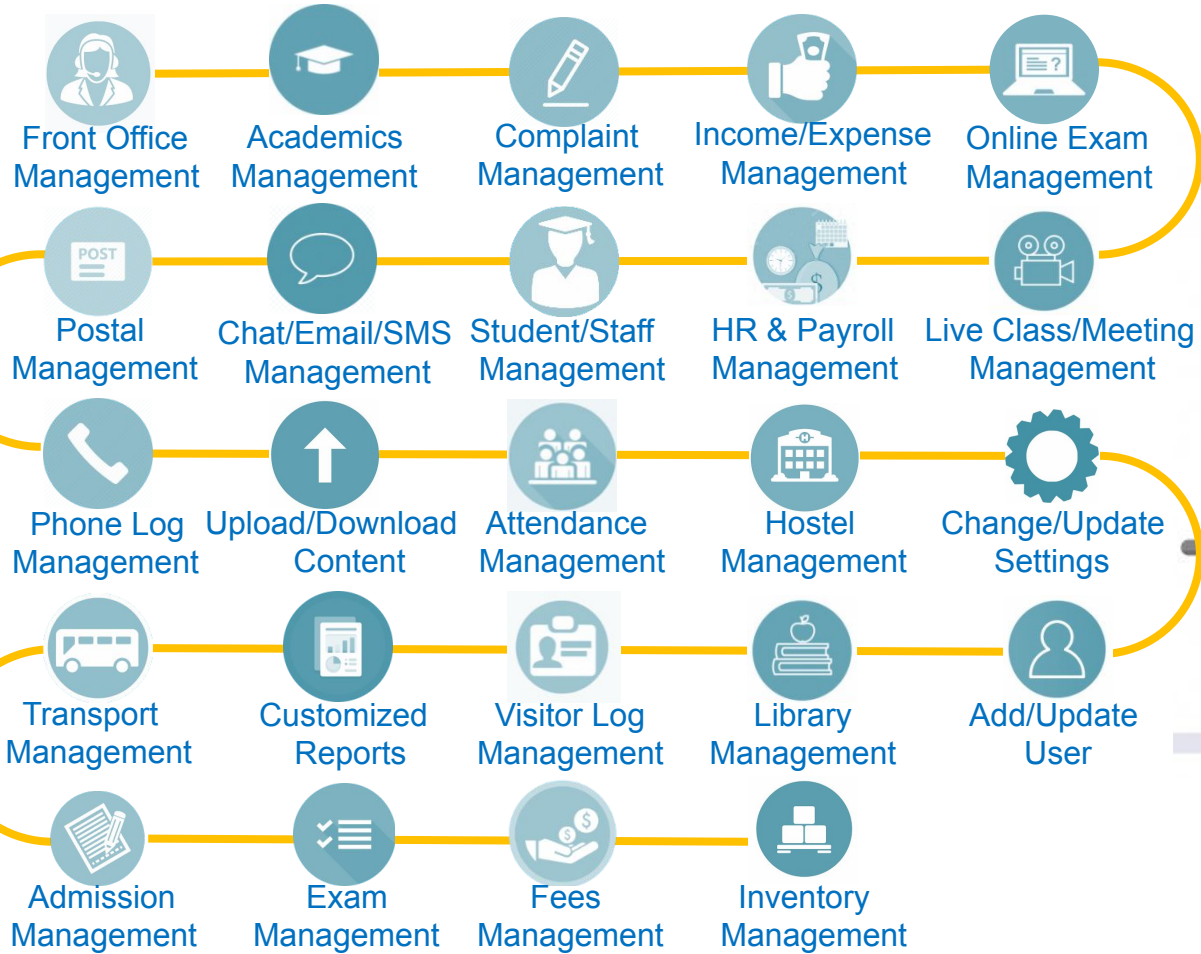 Front Office
Management
Academics
Management
Complaint
Management
Income/Expense
Management
?
Online Exam
Management
POST
Postal
Management
Chat/Email/SMS
Management
Student/Staff
Management
$
HR & Payroll
Management
Live Class/Meeting
Management
Phone Log
Management
Upload/Download
Content
Attendance
Management
H
Hostel
Management
Change/Update
Settings
Transport
Management
Customized
Reports
Visitor Log
Management
Library
Management
Add/Update
User
Admission
Management
Exam
Management
$ $
Fees
Management
Inventory
Management